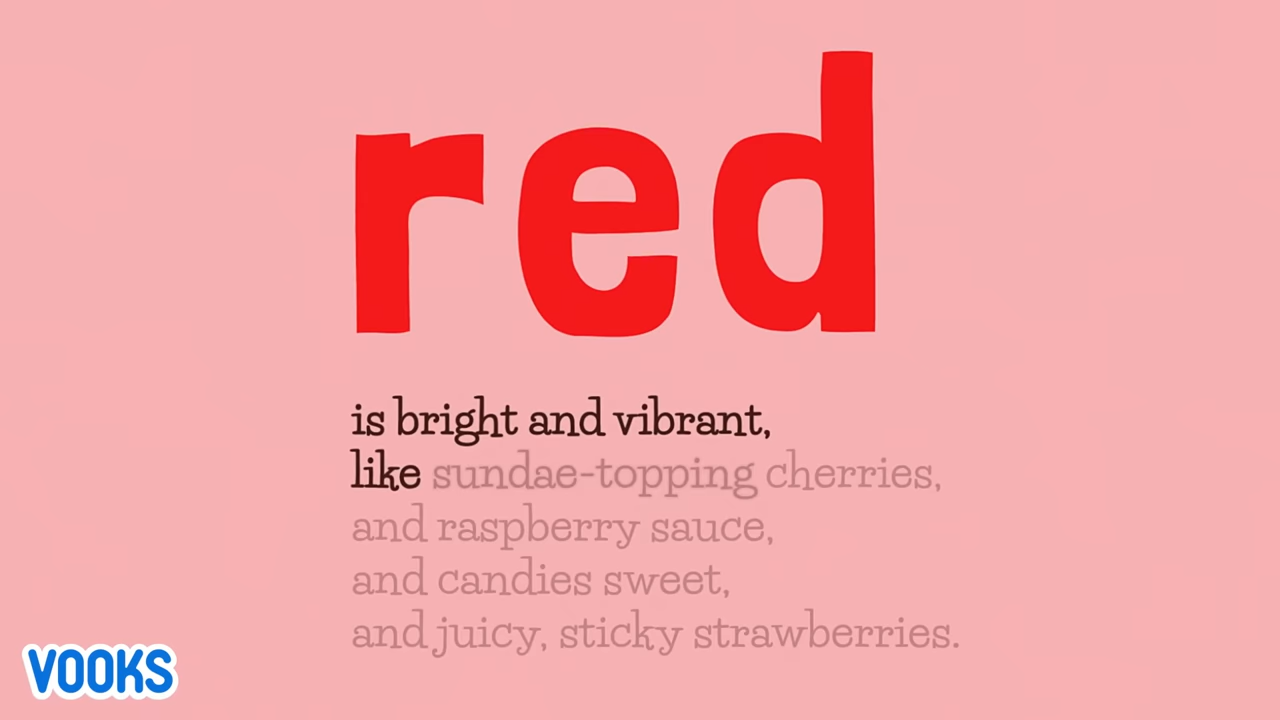 red
is bright and vibrant,
like sundae-topping cherries,
and raspberry sauce,
and candies sweet,
and juicy, sticky strawberries.
VOOKS